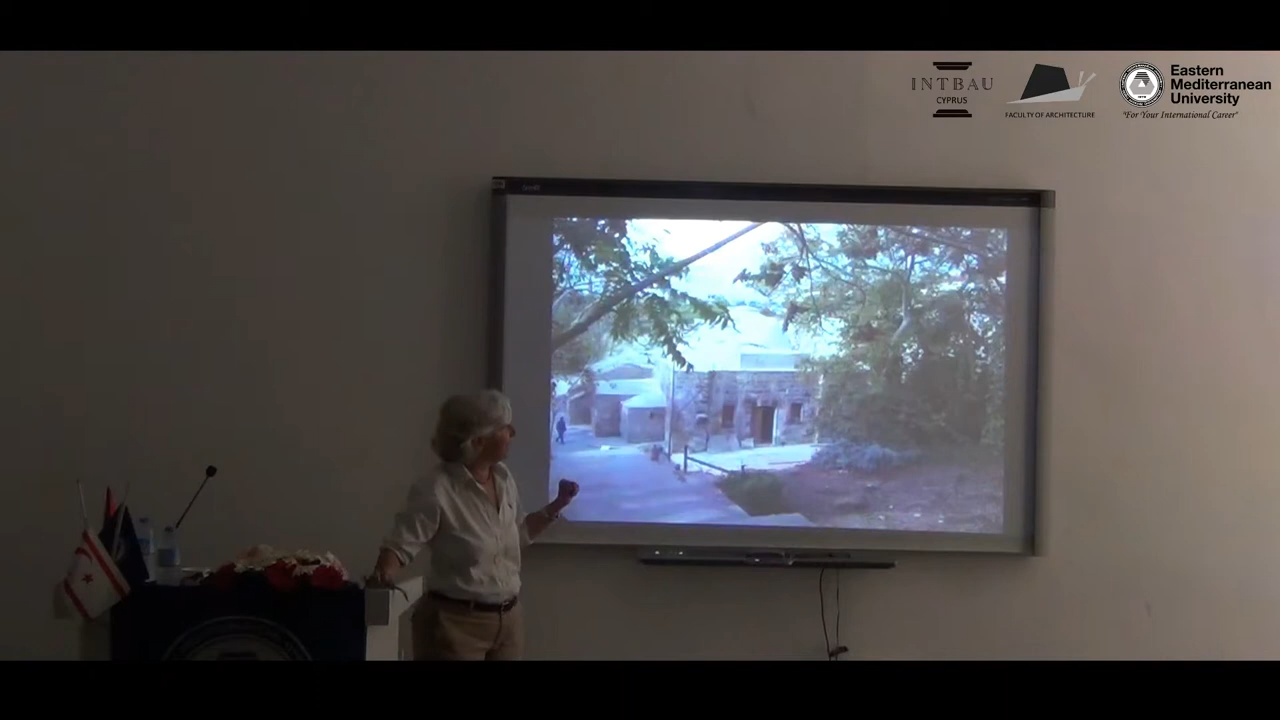 INTBAU
CYPRUS
FACULTY OF ARCHITECTURE
Eastern
Mediterranean
University
"For Your International Career"